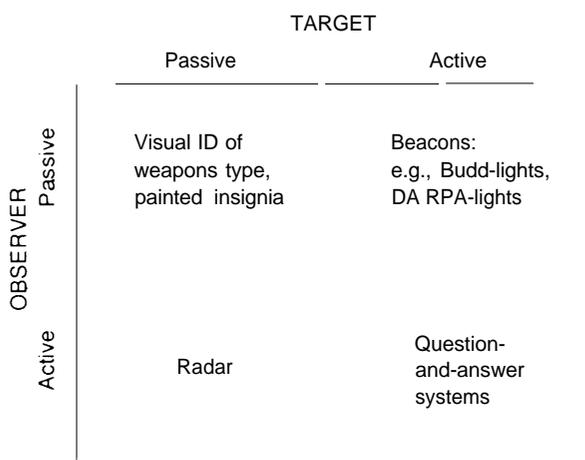 TARGET
Passive Active
OBSERVER
Passive
Visual ID of
weapons type,
painted insignia
Beacons:
e.g., Budd-lights,
DA RPA-lights
Active
Radar
Question-
and-answer
systems